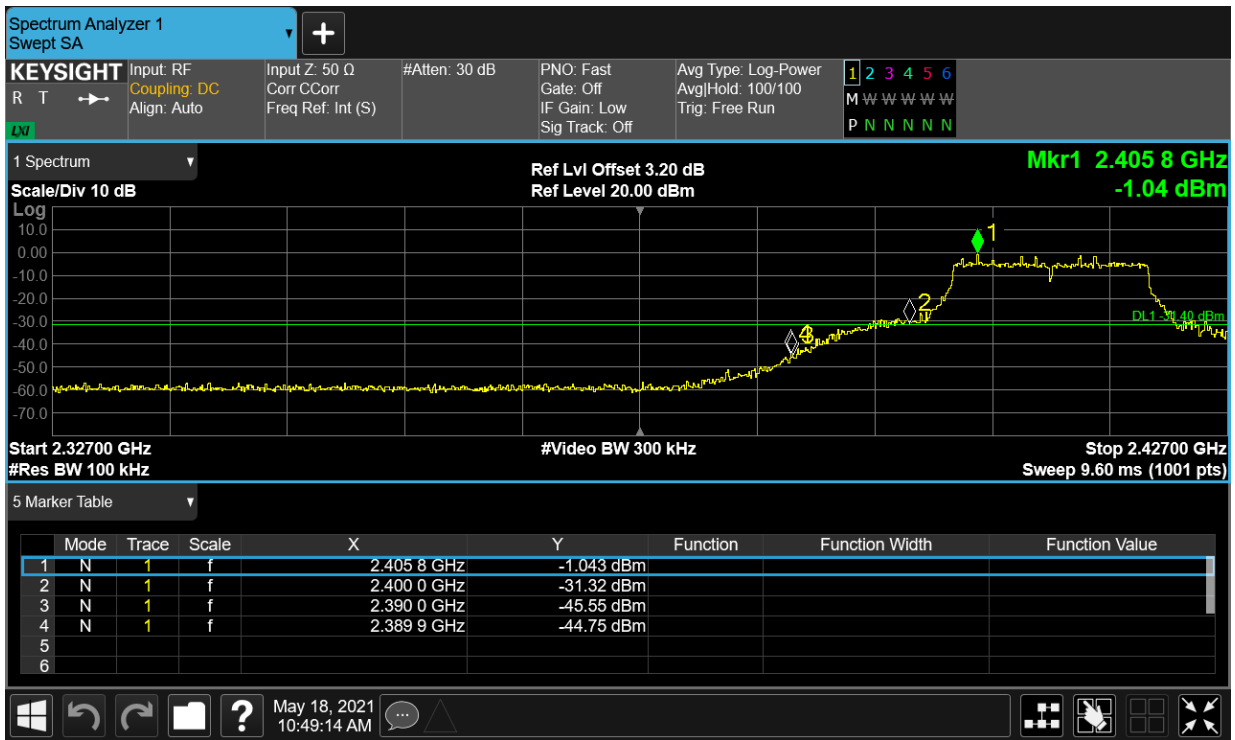 Spectrum Analyzer 1
Swept SA
+
KEYSIGHT
R T
LXI
Input: RF
Coupling: DC
Align: Auto
Input Z: 50 Ω
Corr CCorr
Freq Ref: Int (S)
#Atten: 30 dB
PNO: Fast
Gate: Off
IF Gain: Low
Sig Track: Off
Avg Type: Log-Power
Avg|Hold: 100/100
Trig: Free Run
1 2 3 4 5 6
M W W W W W
P N N N N N
1 Spectrum
Scale/Div 10 dB
Ref Lvl Offset 3.20 dB
Ref Level 20.00 dBm
Mkr1 2.405 8 GHz
-1.04 dBm
Log
10.0
0.00
-10.0
-20.0
-30.0
-40.0
-50.0
-60.0
-70.0
1
2
DL1 -31.40 dBm
Start 2.32700 GHz
#Res BW 100 kHz
#Video BW 300 kHz
Stop 2.42700 GHz
Sweep 9.60 ms (1001 pts)
5 Marker Table
Mode Trace Scale X Y Function Function Width Function Value
1 N 1 f 2.405 8 GHz -1.043 dBm
2 N 1 f 2.400 0 GHz -31.32 dBm
3 N 1 f 2.390 0 GHz -45.55 dBm
4 N 1 f 2.389 9 GHz -44.75 dBm
5
6
?
May 18, 2021
10:49:14 AM